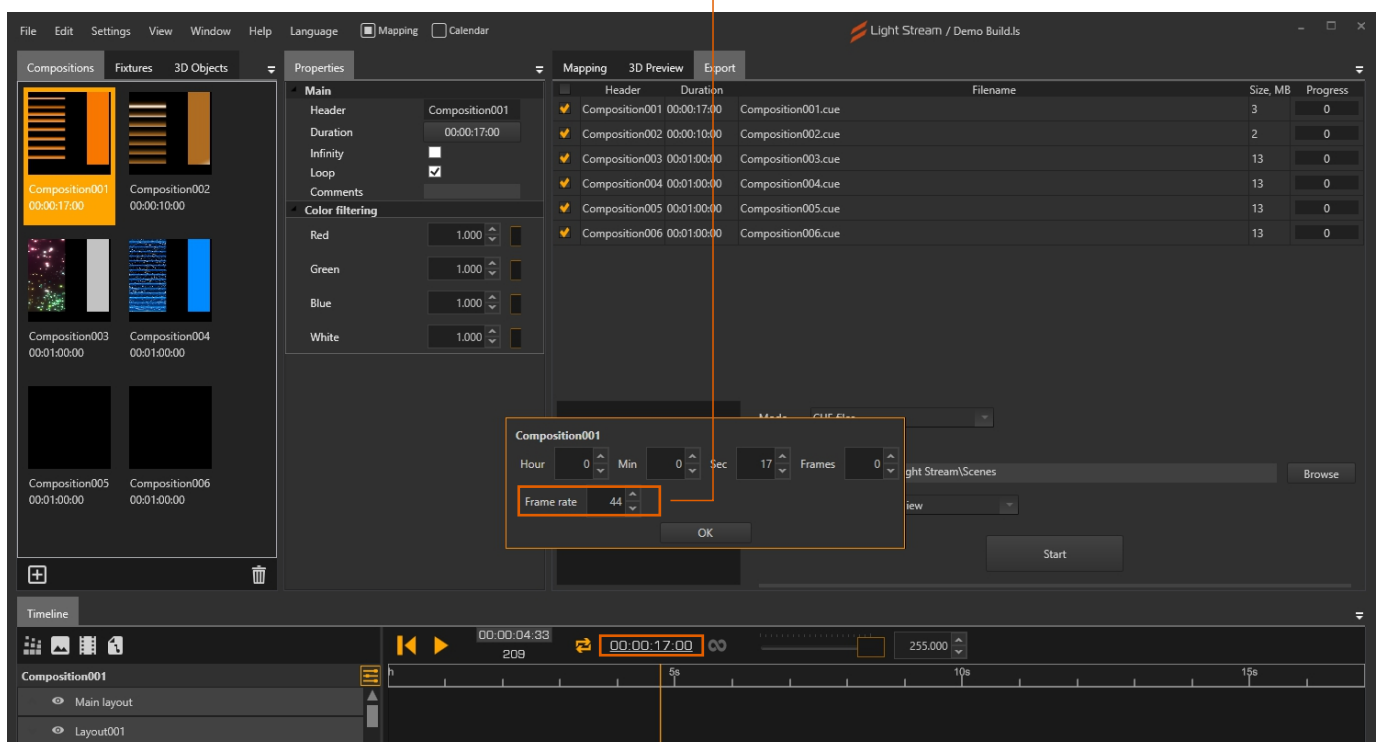 File Edit Settings View Window Help Language Mapping Calendar
Light Stream / Demo Build.ls
Compositions Fixtures 3D Objects
Composition001
00:00:17:00
Composition002
00:00:10:00
Composition003
00:01:00:00
Composition004
00:01:00:00
Composition005
00:01:00:00
Composition006
00:01:00:00
Properties
Main
Header Composition001
Duration 00:00:17:00
Infinity
Loop
Comments
Color filtering
Red 1.000
Green 1.000
Blue 1.000
White 1.000
Mapping 3D Preview Export
Header Duration Filename Size, MB Progress
Composition001 00:00:17:00 Composition001.cue 3 0
Composition002 00:00:10:00 Composition002.cue 2 0
Composition003 00:01:00:00 Composition003.cue 13 0
Composition004 00:01:00:00 Composition004.cue 13 0
Composition005 00:01:00:00 Composition005.cue 13 0
Composition006 00:01:00:00 Composition006.cue 13 0
Mode CUE files
ght Stream\Scenes Browse
iew
Start
Composition001
Hour 0 Min 0 Sec 17 Frames 0
Frame rate 44
OK
Timeline
00:00:04:33
209
00:00:17:00
255.000
Composition001
h 5s 10s 15s
Main layout
Layout001